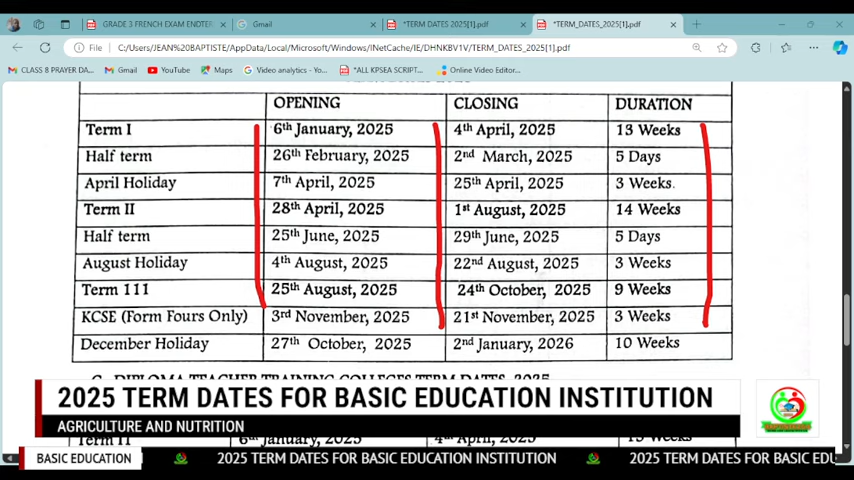 GRADE 3 FRENCH EXAM ENDTER
Gmail
*TERM DATES 2025[1].pdf
*TERM_DATES_2025[1].pdf
File
C:/Users/JEAN%20BAPTISTE/AppData/Local/Microsoft/Windows/INetCache/IE/DHNKBV1V/TERM_DATES_2025[1].pdf
CLASS 8 PRAYER DA...
Gmail
YouTube
Maps
Video analytics - Yo...
*ALL KPSEA SCRIPT...
Online Video Editor...
OPENING CLOSING DURATION
Term I 6th January, 2025 4th April, 2025 13 Weeks
Half term 26th February, 2025 2nd March, 2025 5 Days
April Holiday 7th April, 2025 25th April, 2025 3 Weeks.
Term II 28th April, 2025 1st August, 2025 14 Weeks
Half term 25th June, 2025 29th June, 2025 5 Days
August Holiday 4th August, 2025 22nd August, 2025 3 Weeks
Term 111 25th August, 2025 24th October, 2025 9 Weeks
KCSE (Form Fours Only) 3rd November, 2025 21st November, 2025 3 Weeks
December Holiday 27th October, 2025 2nd January, 2026 10 Weeks
C. DIPLOMA TEACHER TRAINING COLLEGES TERM DATES, 2025
2025 TERM DATES FOR BASIC EDUCATION INSTITUTION
AGRICULTURE AND NUTRITION
Term II 6th January, 2025 4th April, 2025 13 Weeks
BASIC EDUCATION
2025 TERM DATES FOR BASIC EDUCATION INSTITUTION
2025 TERM DATES FOR BASIC EDU